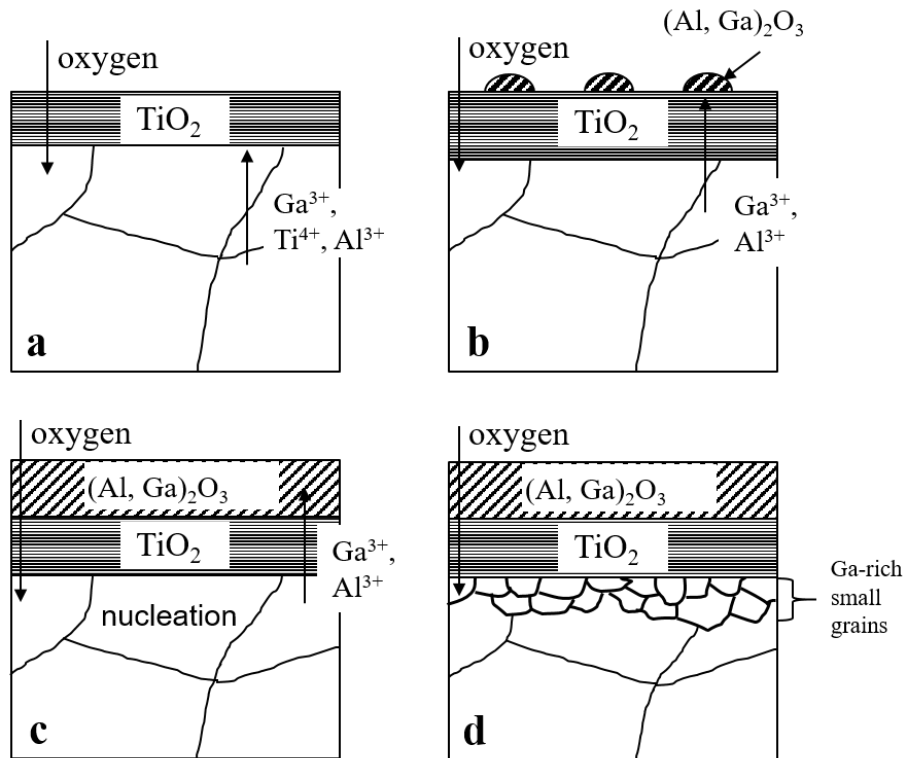 oxygen
TiO₂
Ga³⁺,
Ti⁴⁺, Al³⁺
a
(Al, Ga)₂O₃
oxygen
TiO₂
Ga³⁺,
Al³⁺
b
oxygen
(Al, Ga)₂O₃
TiO₂
Ga³⁺,
Al³⁺
nucleation
c
oxygen
(Al, Ga)₂O₃
TiO₂
Ga-rich
small
grains
d